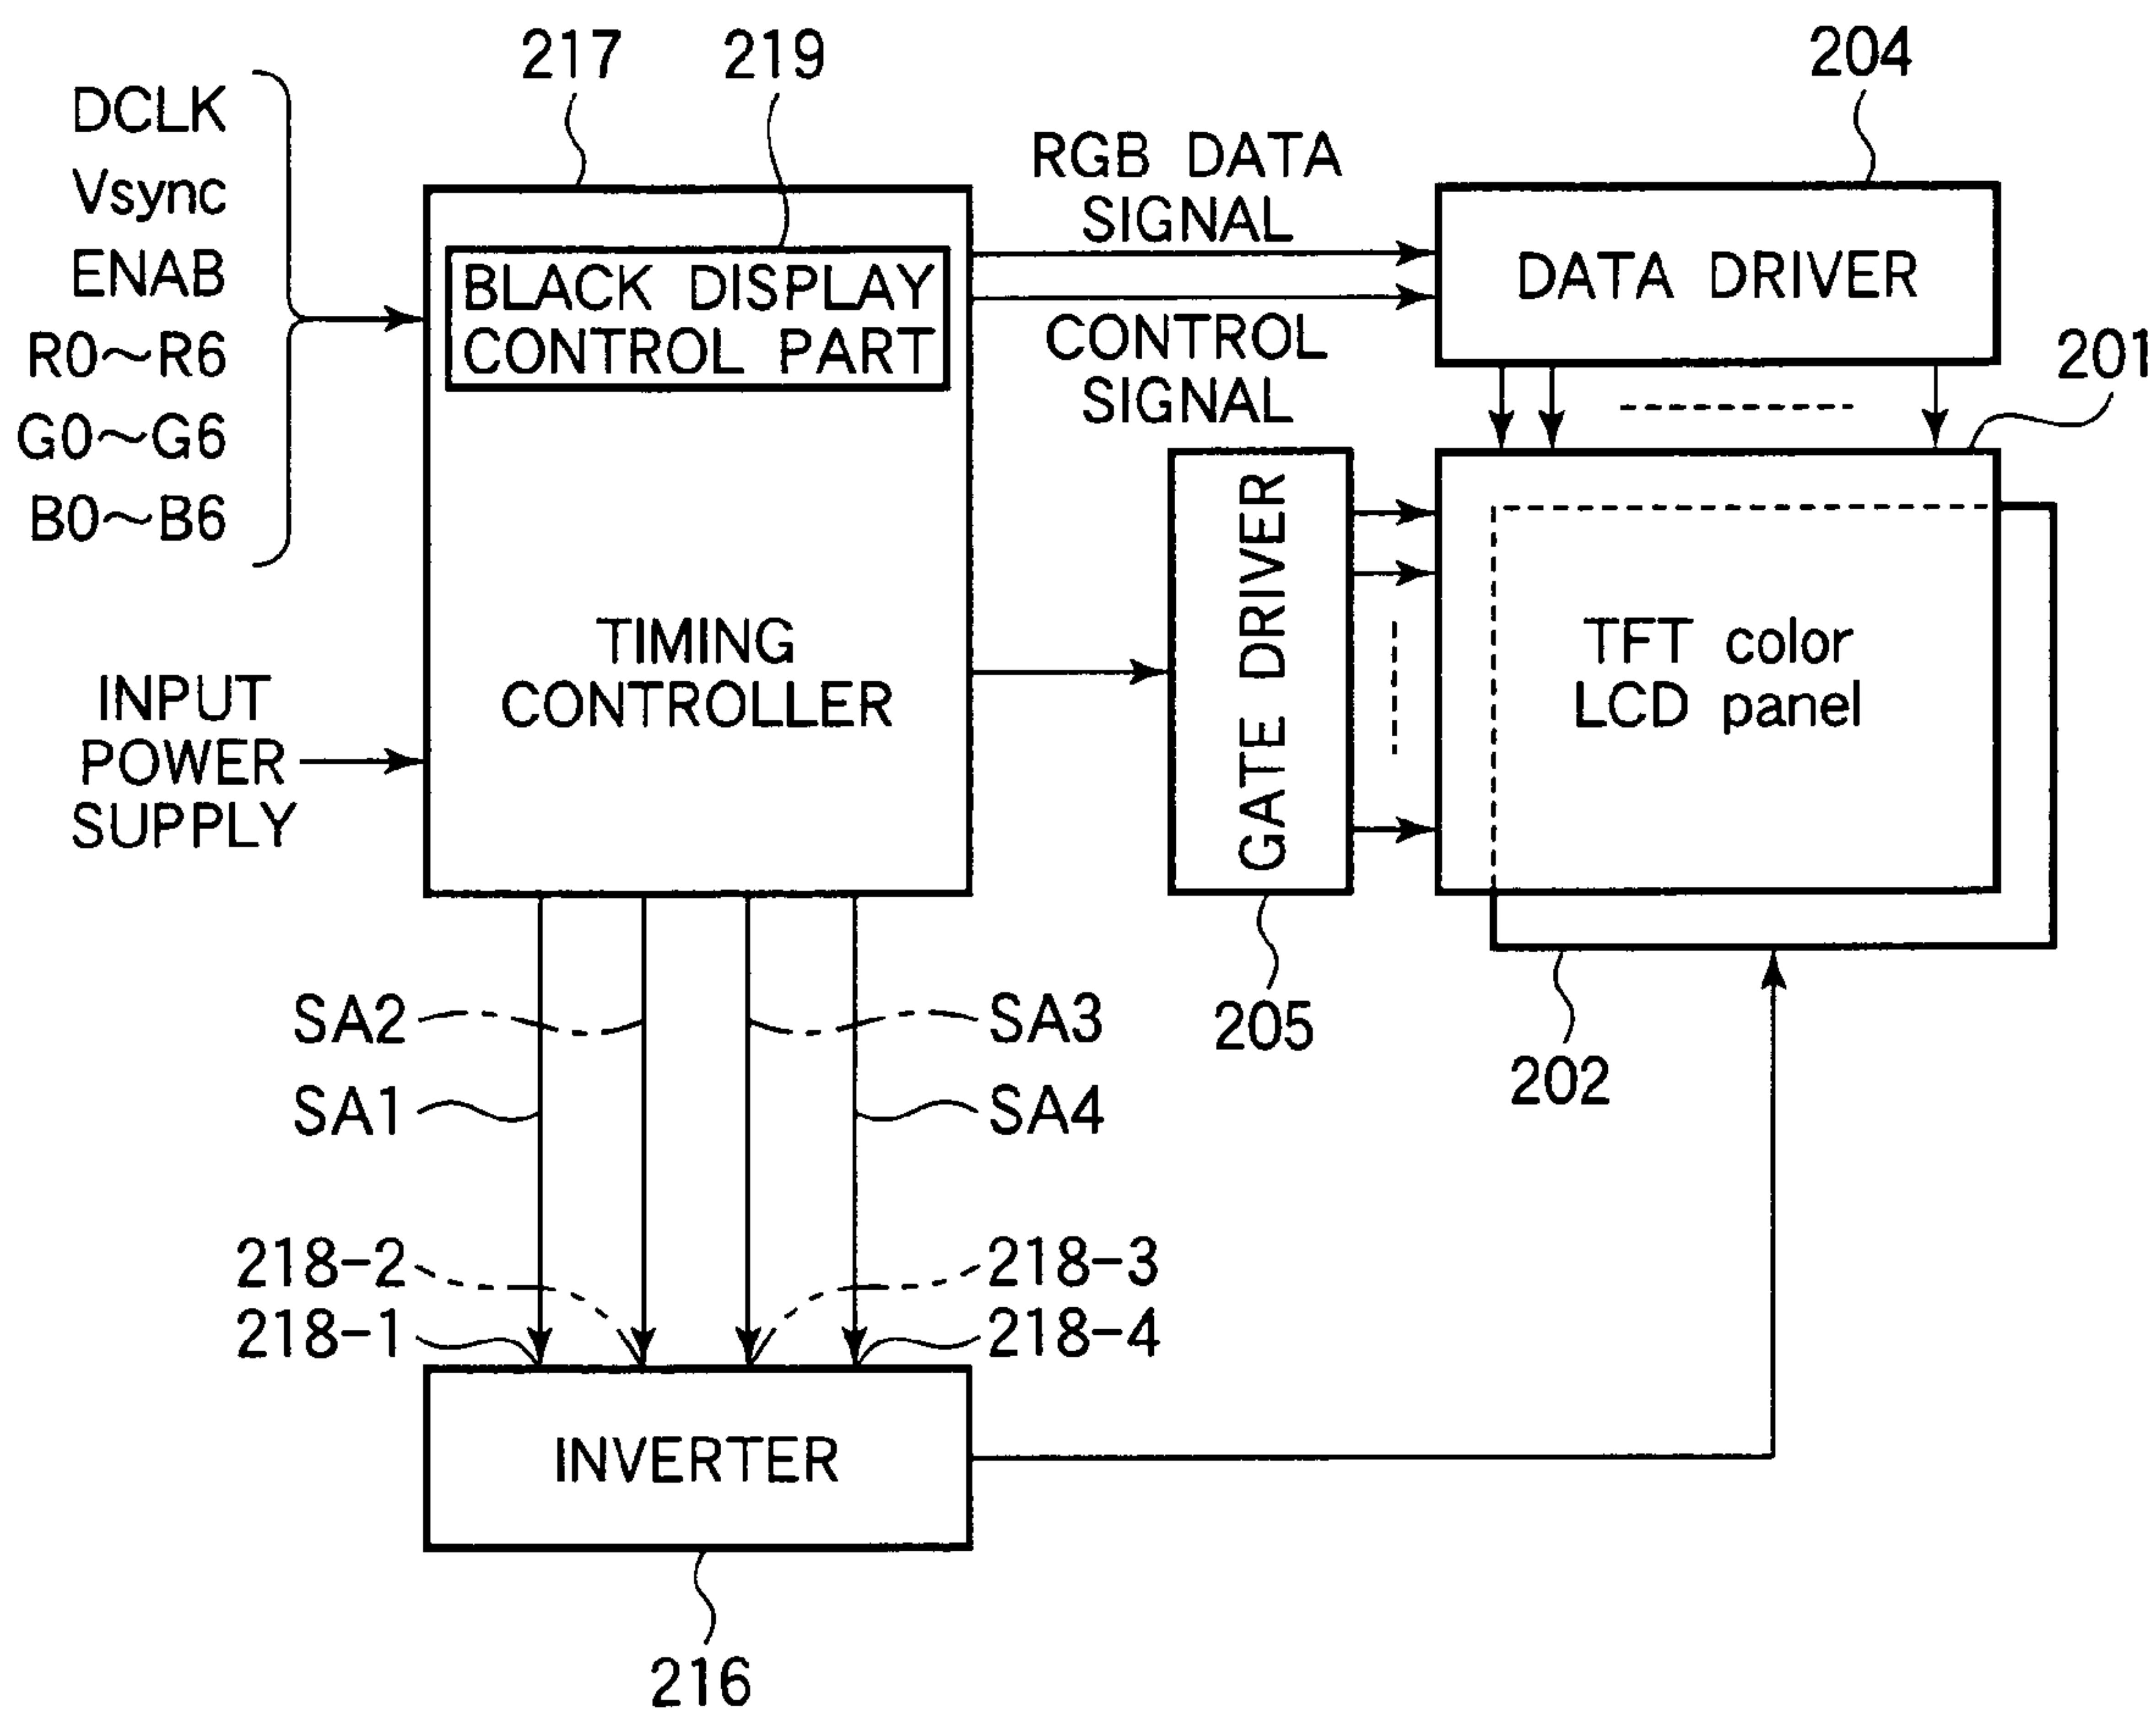 217
219
204
DCLK
Vsync
ENAB
R0~R6
G0~G6
B0~B6
RGB DATA
SIGNAL
BLACK DISPLAY
CONTROL PART
DATA DRIVER
CONTROL
SIGNAL
201
INPUT
POWER
SUPPLY
TIMING
CONTROLLER
GATE DRIVER
TFT color
LCD panel
205
202
SA2
SA1
SA3
SA4
218-2
218-1
218-3
218-4
INVERTER
216